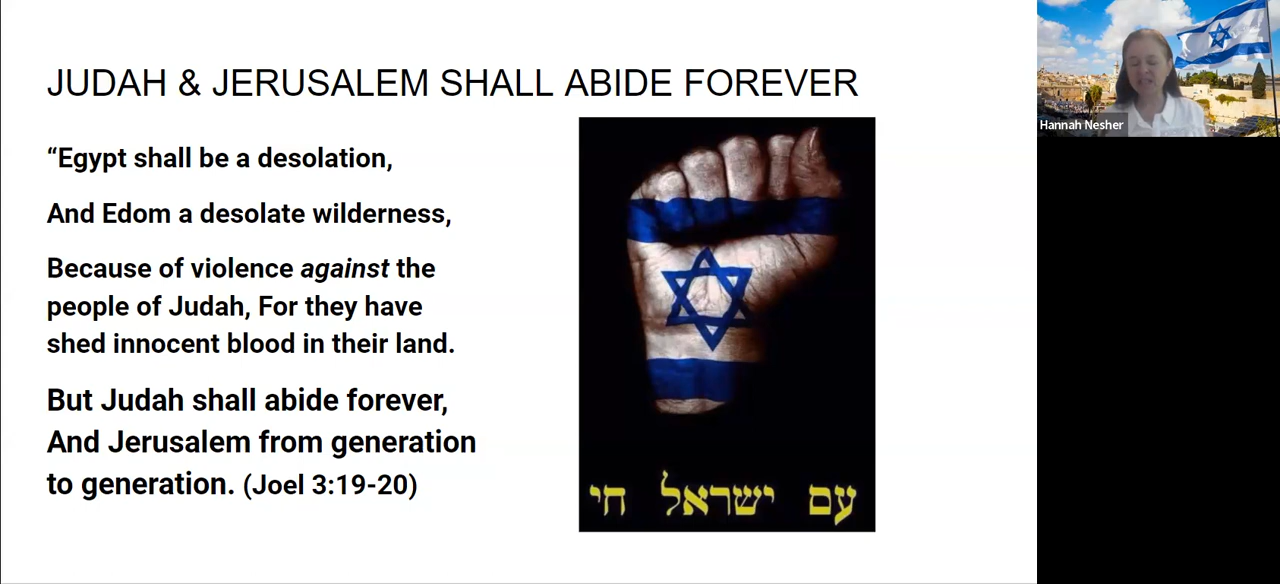 JUDAH & JERUSALEM SHALL ABIDE FOREVER
“Egypt shall be a desolation,
And Edom a desolate wilderness,
Because of violence against the
people of Judah, For they have
shed innocent blood in their land.
But Judah shall abide forever,
And Jerusalem from generation
to generation. (Joel 3:19-20)
עם ישראל חי
Hannah Nesher